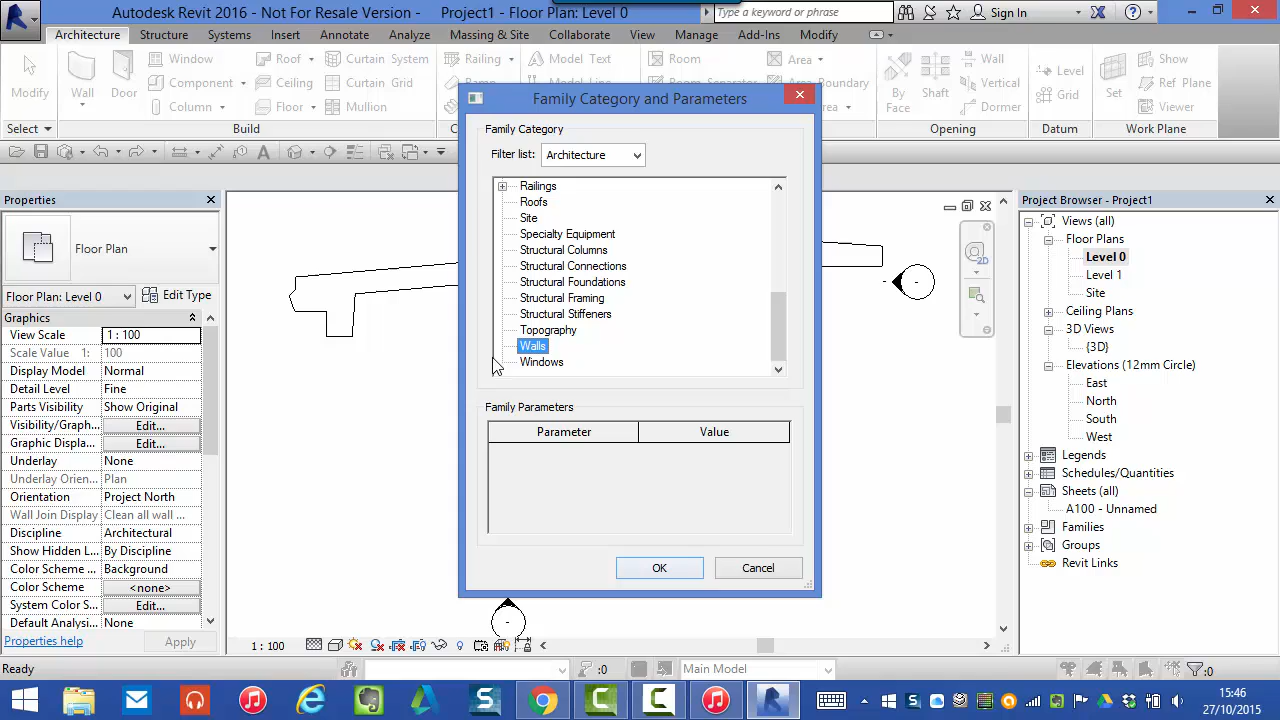 Autodesk Revit 2016 - Not For Resale Version - Project1 - Floor Plan: Level 0
Type a keyword or phrase
Sign In
Architecture Structure Systems Insert Annotate Analyze Massing & Site Collaborate View Manage Add-Ins Modify
Modify
Wall
Door
Window
Component
Column
Roof
Ceiling
Floor
Curtain System
Curtain Grid
Mullion
Railing
Model Text
Room
Area
By
Face
Shaft
Wall
Vertical
Dormer
Level
Grid
Set
Show
Ref Plane
Viewer
Select
Build
Opening
Datum
Work Plane
Properties
Floor Plan
Floor Plan: Level 0
Edit Type
Graphics
View Scale 1 : 100
Scale Value 1: 100
Display Model Normal
Detail Level Fine
Parts Visibility Show Original
Visibility/Graph... Edit...
Graphic Displa... Edit...
Underlay None
Underlay Orien... Plan
Orientation Project North
Wall Join Display Clean all wall ...
Discipline Architectural
Show Hidden L... By Discipline
Color Scheme ... Background
Color Scheme <none>
System Color S... Edit...
Default Analysi... None
Properties help
Apply
Family Category and Parameters
Family Category
Filter list: Architecture
Railings
Roofs
Site
Specialty Equipment
Structural Columns
Structural Connections
Structural Foundations
Structural Framing
Structural Stiffeners
Topography
Walls
Windows
Family Parameters
Parameter Value
OK
Cancel
2D
Project Browser - Project1
Views (all)
Floor Plans
Level 0
Level 1
Site
Ceiling Plans
3D Views
{3D}
Elevations (12mm Circle)
East
North
South
West
Legends
Schedules/Quantities
Sheets (all)
A100 - Unnamed
Families
Groups
Revit Links
1 : 100
Ready
:0
Main Model
:0
15:46
27/10/2015